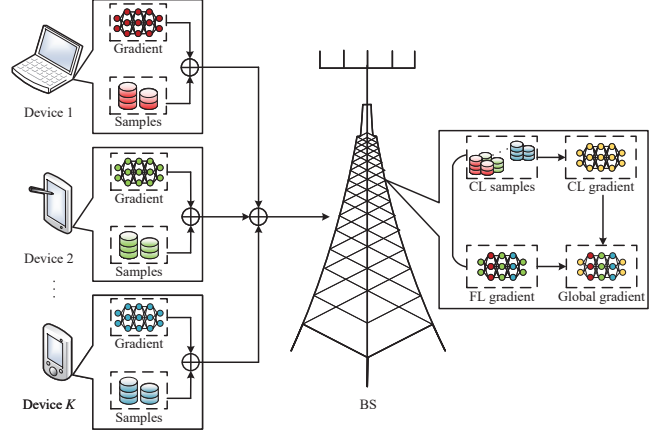 Gradient
Samples
Device 1
Gradient
Samples
Device 2
Gradient
Samples
Device K
BS
CL samples
CL gradient
FL gradient
Global gradient